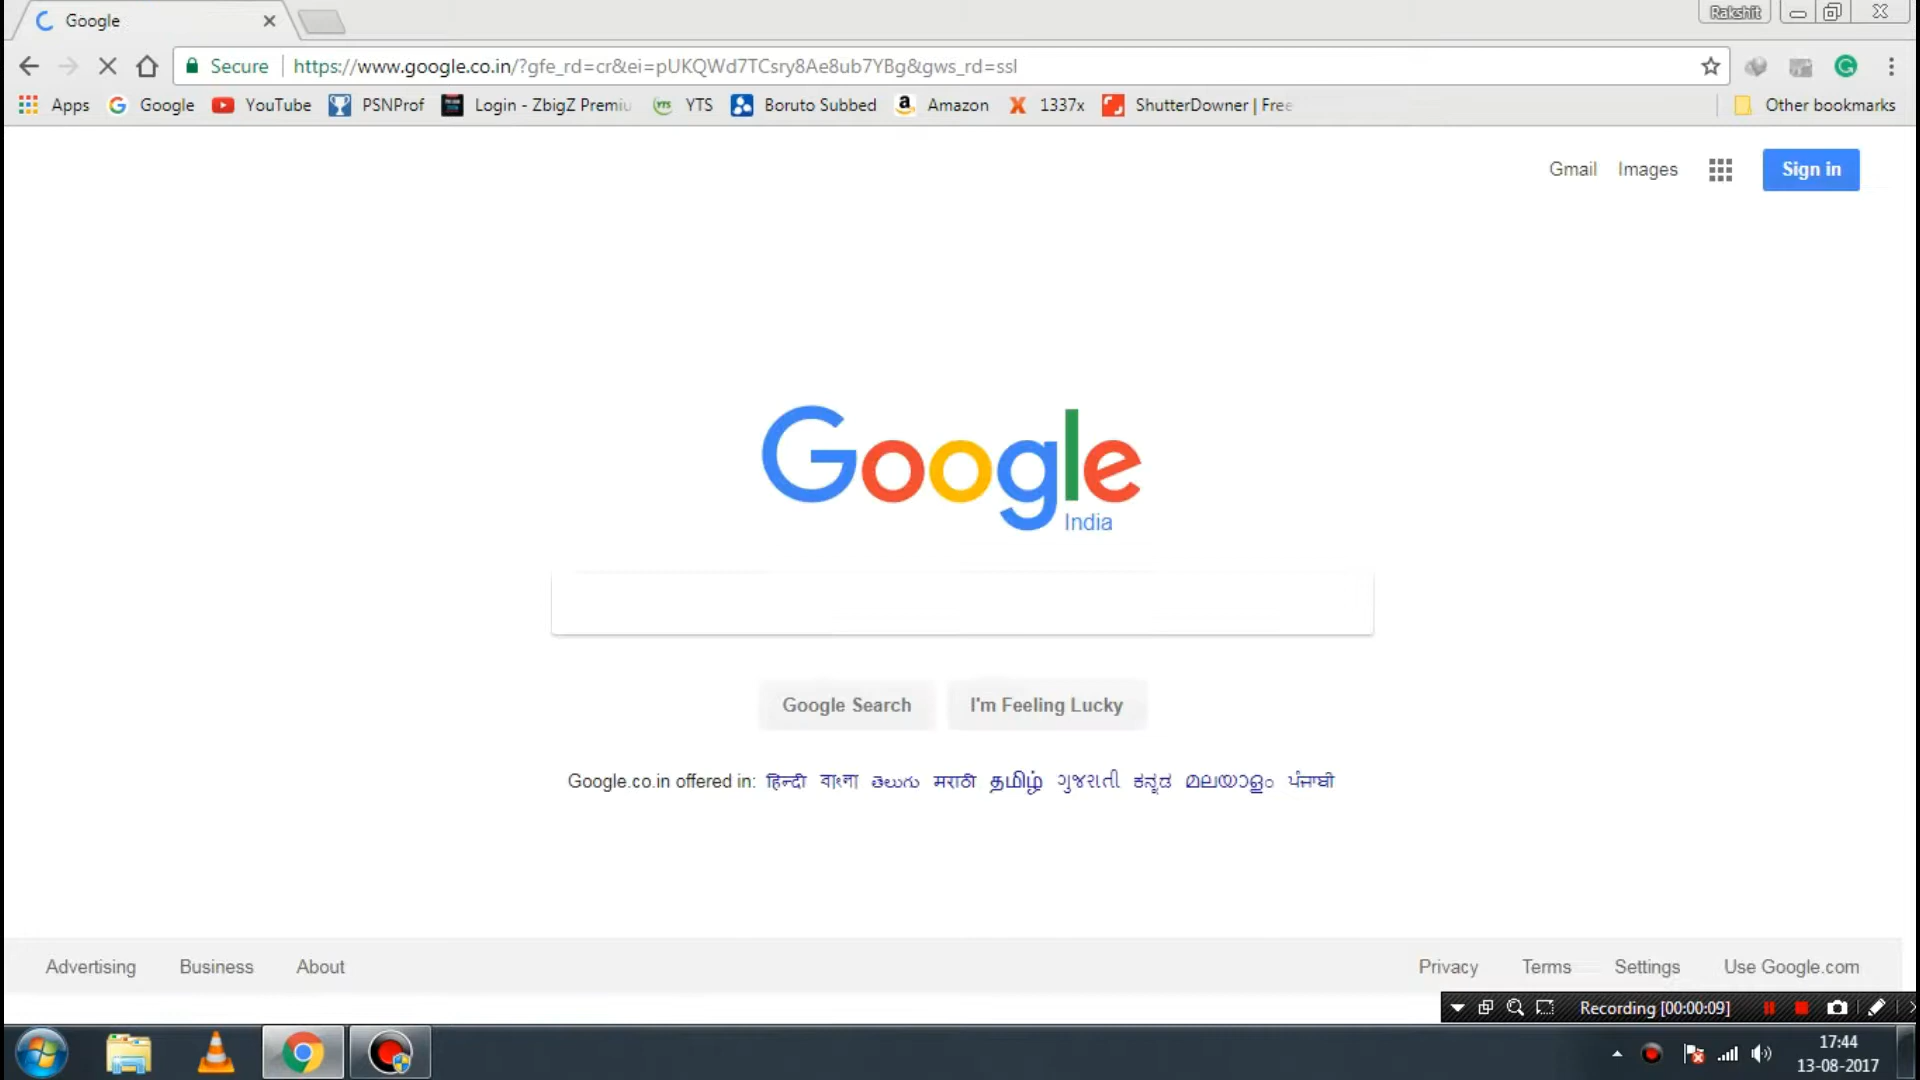 Google
Rakshit
Secure https://www.google.co.in/?gfe_rd=cr&ei=pUKQWd7TCsry8Ae8ub7YBg&gws_rd=ssl
Apps Google YouTube PSNProf Login - ZbigZ Premiu YTS Boruto Subbed Amazon 1337x ShutterDowner | Free Other bookmarks
Gmail Images Sign in
Google
India
Google Search I'm Feeling Lucky
Google.co.in offered in: हिन्दी বাংলা తెలుగు मराठी தமிழ் ગુજરાતી ಕನ್ನಡ മലയാളം ਪੰਜਾਬੀ
Advertising Business About Privacy Terms Settings Use Google.com
Recording [00:00:09]
17:44
13-08-2017